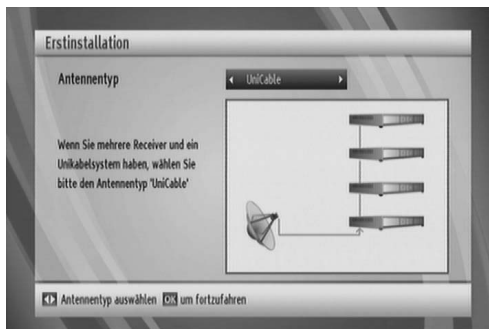 Erstinstallation
Antennentyp
UniCable
Wenn Sie mehrere Receiver und ein
Unikabelsystem haben, wählen Sie
bitte den Antennentyp 'UniCable'
Antennentyp auswählen OK um fortzufahren